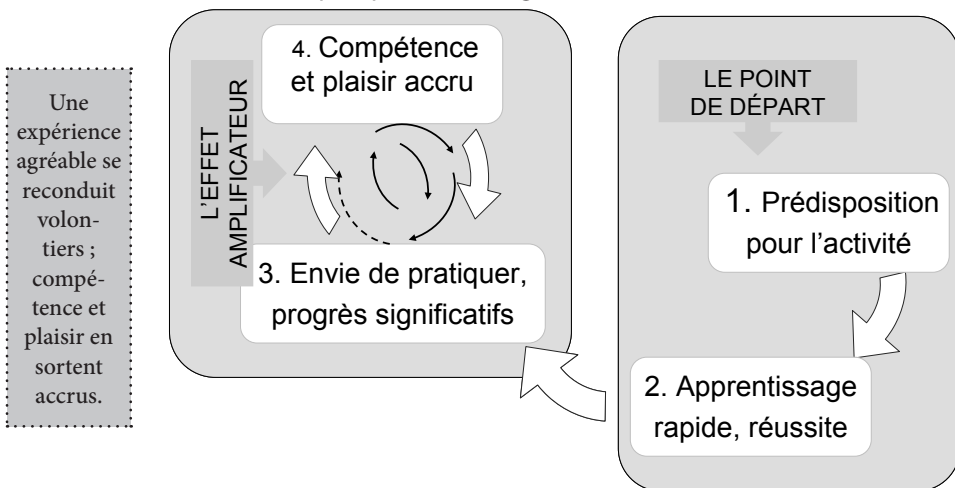 Une
expérience
agréable se
reconduit
volon-
tiers ;
compé-
tence et
plaisir en
sortent
accrus.
L'EFFET
AMPLIFICATEUR
4. Compétence
et plaisir accru
3. Envie de pratiquer,
progrès significatifs
LE POINT
DE DÉPART
1. Prédisposition
pour l'activité
2. Apprentissage
rapide, réussite